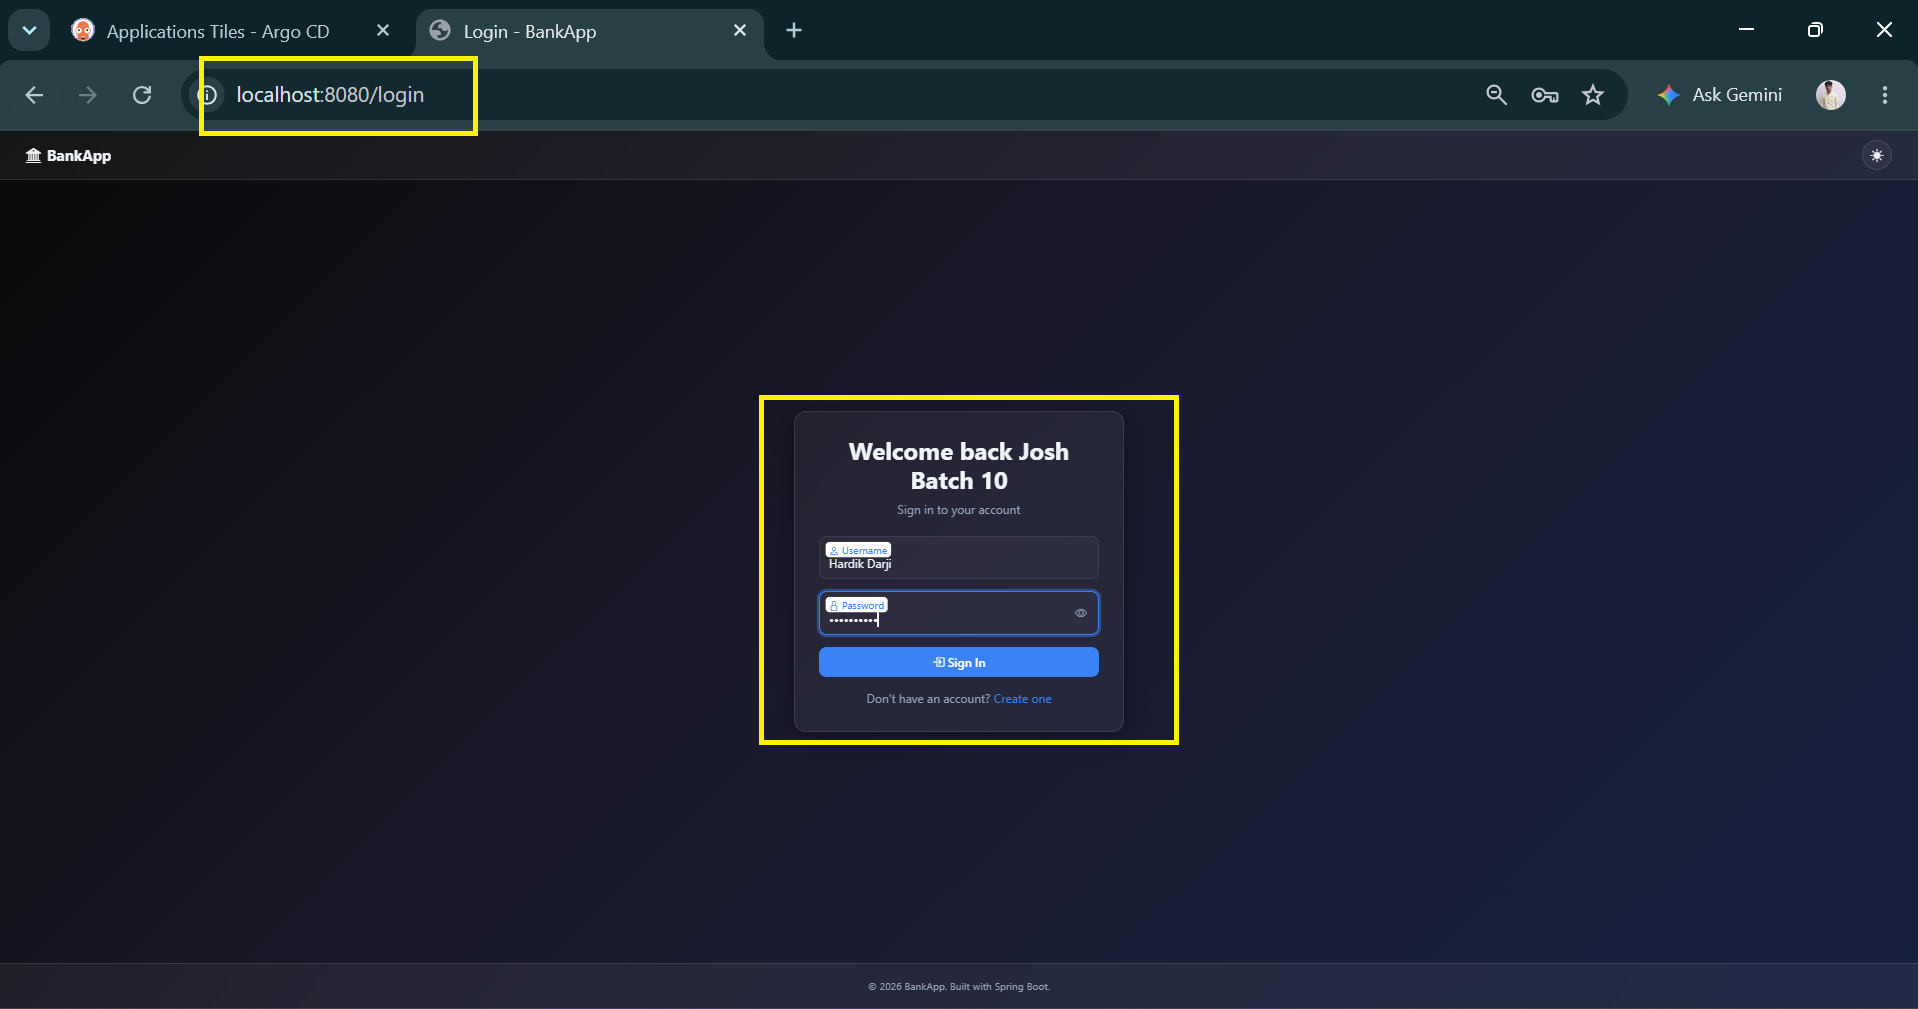 Applications Tiles - Argo CD
Login - BankApp
localhost:8080/login
Ask Gemini
BankApp
Welcome back Josh
Batch 10
Sign in to your account
Username
Hardik Darji
Password
••••••••••
Sign In
Don't have an account? Create one
© 2026 BankApp. Built with Spring Boot.